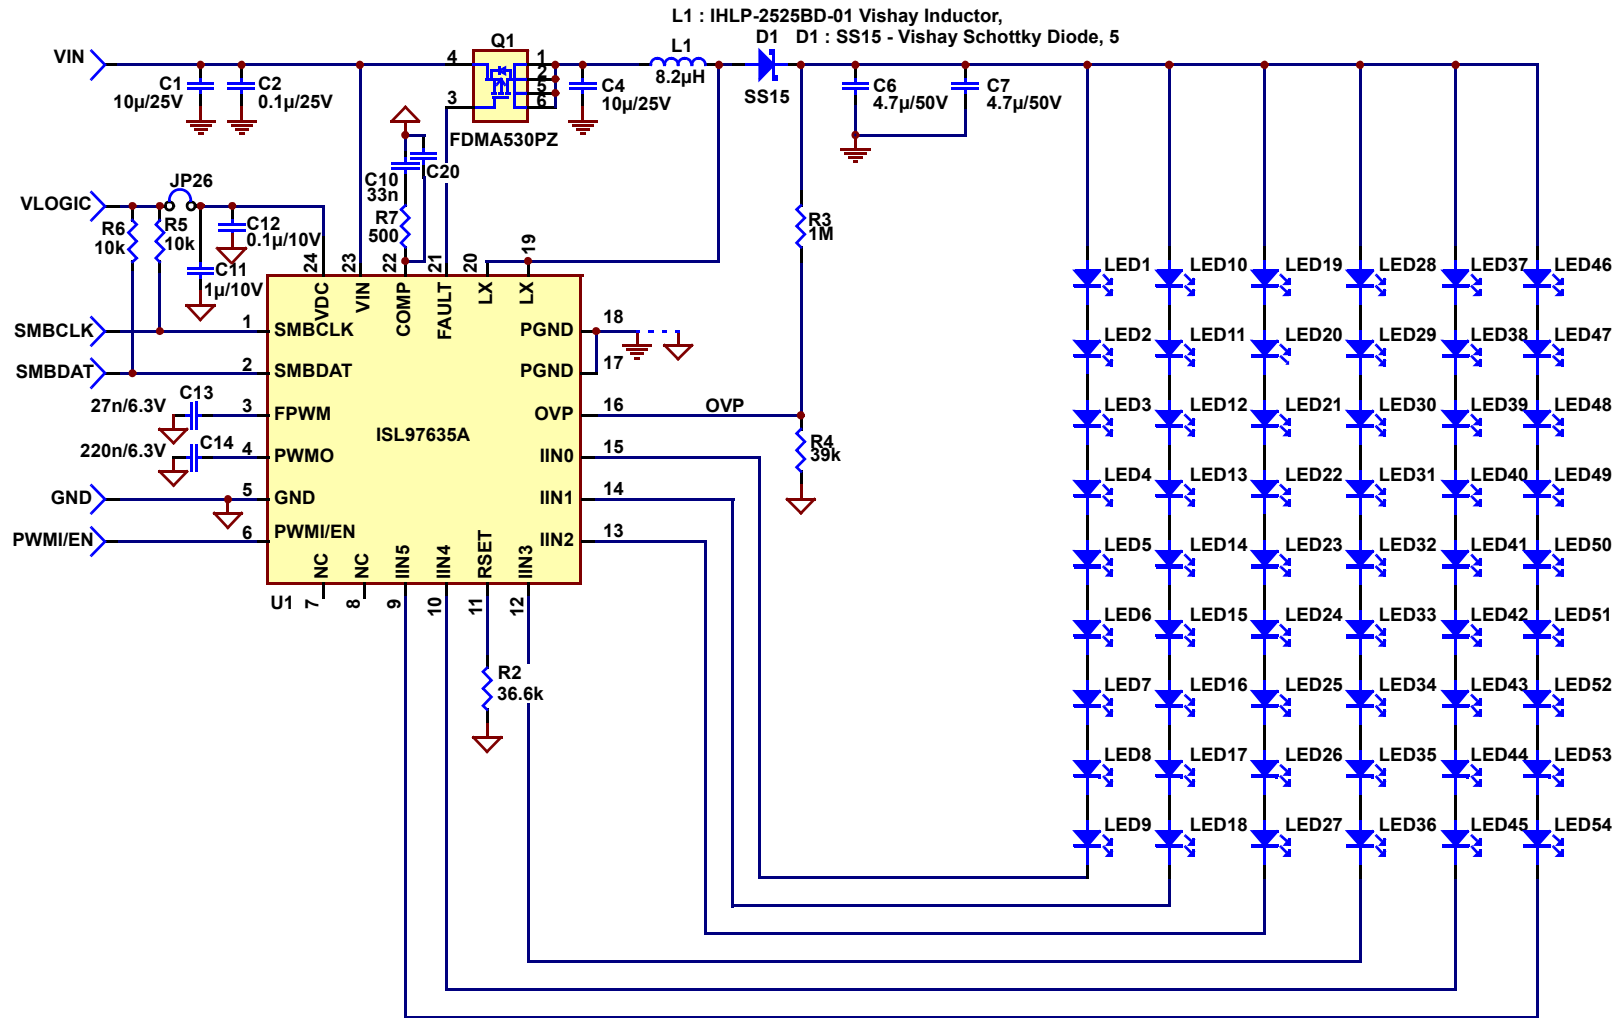 L1 : IHLP-2525BD-01 Vishay Inductor,
D1 D1 : SS15 - Vishay Schottky Diode, 5
VIN
C1
10µ/25V
C2
0.1µ/25V
4
3
Q1
1
2
5
6
FDMA530PZ
C4
10µ/25V
L1
8.2µH
SS15
C6
4.7µ/50V
C7
4.7µ/50V
VLOGIC
JP26
R6
10k
R5
10k
C12
0.1µ/10V
C11
1µ/10V
C10
33n
C20
R7
500
R3
1M
24
23
22
21
20
19
VDC
VIN
COMP
FAULT
LX
LX
SMBCLK
1
SMBCLK
PGND
18
SMBDAT
2
SMBDAT
PGND
17
27n/6.3V
C13
3
FPWM
OVP
16
OVP
ISL97635A
220n/6.3V
C14
4
PWMO
IIN0
15
R4
39k
GND
5
GND
IIN1
14
PWMI/EN
6
PWMI/EN
IIN2
13
NC
NC
IIN5
IIN4
RSET
IIN3
U1
7
8
9
10
11
12
R2
36.6k
LED1 LED10 LED19 LED28 LED37 LED46
LED2 LED11 LED20 LED29 LED38 LED47
LED3 LED12 LED21 LED30 LED39 LED48
LED4 LED13 LED22 LED31 LED40 LED49
LED5 LED14 LED23 LED32 LED41 LED50
LED6 LED15 LED24 LED33 LED42 LED51
LED7 LED16 LED25 LED34 LED43 LED52
LED8 LED17 LED26 LED35 LED44 LED53
LED9 LED18 LED27 LED36 LED45 LED54